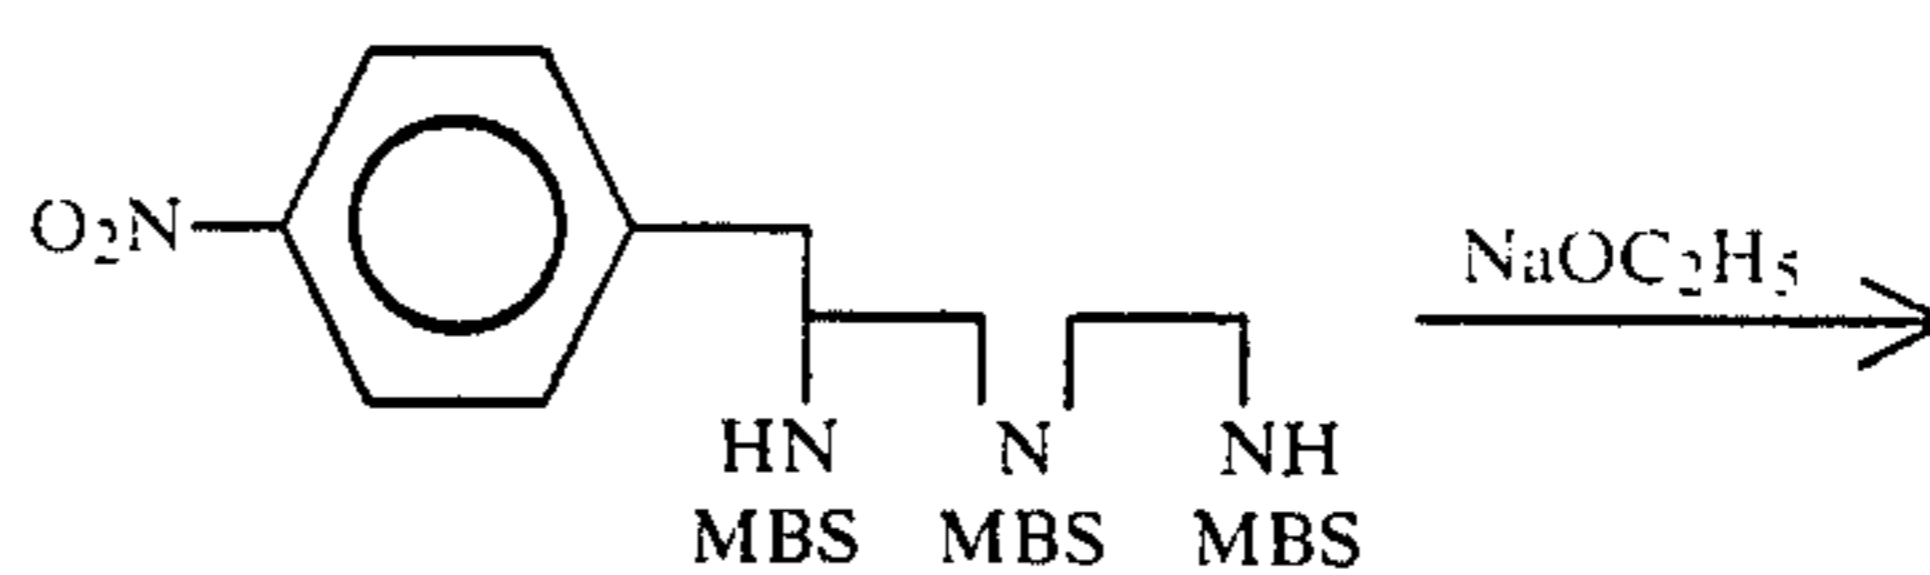 O₂N
NaOC₂H₅
HN N NH
MBS MBS MBS